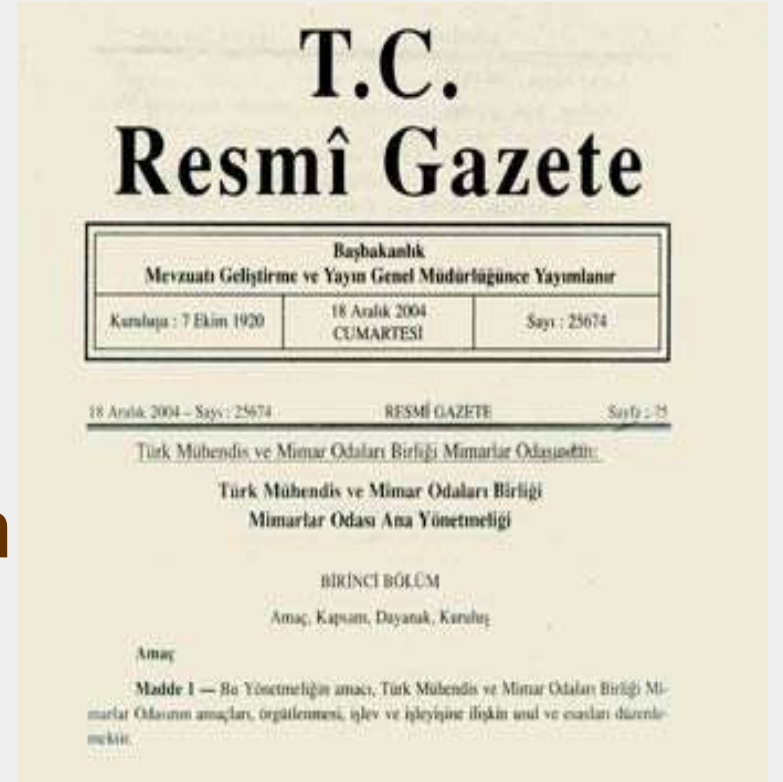 T.C.
Resmî Gazete
Başbakanlık
Mevzuatı Geliştirme ve Yayın Genel Müdürlüğünce Yayımlanır
Kuruluşu : 7 Ekim 1920
18 Aralık 2004
CUMARTESİ
Sayı : 25674
18 Aralık 2004 – Sayı : 25674 RESMÎ GAZETE Sayfa :
Türk Mühendis ve Mimar Odaları Birliği Mimarlar Odasından:
Türk Mühendis ve Mimar Odaları Birliği
Mimarlar Odası Ana Yönetmeliği
BİRİNCİ BÖLÜM
Amaç, Kapsam, Dayanak, Kuruluş
Amaç
Madde 1 — Bu Yönetmeliğin amacı, Türk Mühendis ve Mimar Odaları Birliği Mi-
marlar Odasının amaçları, örgütlenmesi, işlev ve işleyişine ilişkin usul ve esasları düzenle-
mektir.